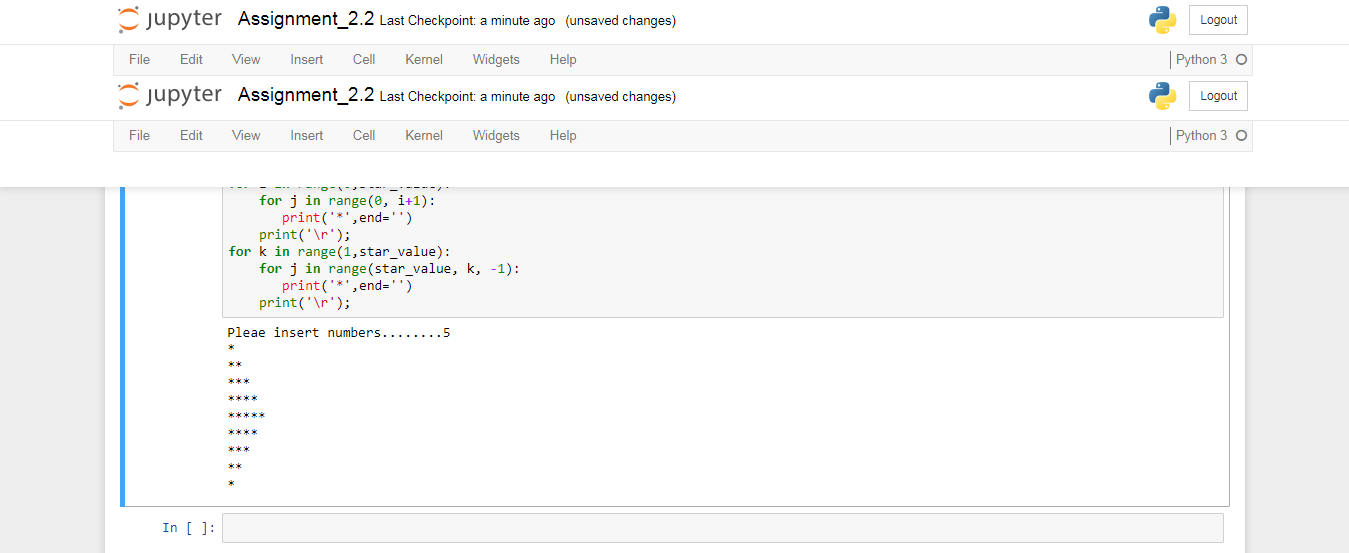 jupyter Assignment_2.2 Last Checkpoint: a minute ago (unsaved changes) Logout
File Edit View Insert Cell Kernel Widgets Help Python 3
jupyter Assignment_2.2 Last Checkpoint: a minute ago (unsaved changes) Logout
File Edit View Insert Cell Kernel Widgets Help Python 3
for j in range(0, i+1):
print('*',end='')
print('\r');
for k in range(1,star_value):
for j in range(star_value, k, -1):
print('*',end='')
print('\r');
Pleae insert numbers........5
*
**
***
****
*****
****
***
**
*
In [ ]: